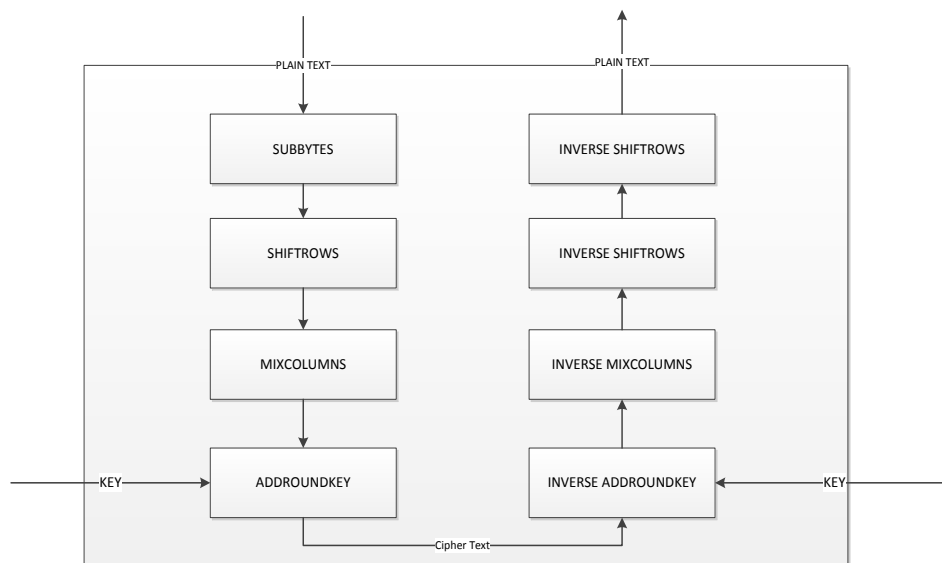 PLAIN TEXT
PLAIN TEXT
SUBBYTES
INVERSE SHIFTROWS
SHIFTROWS
INVERSE SHIFTROWS
MIXCOLUMNS
INVERSE MIXCOLUMNS
KEY
ADDROUNDKEY
INVERSE ADDROUNDKEY
KEY
Cipher Text